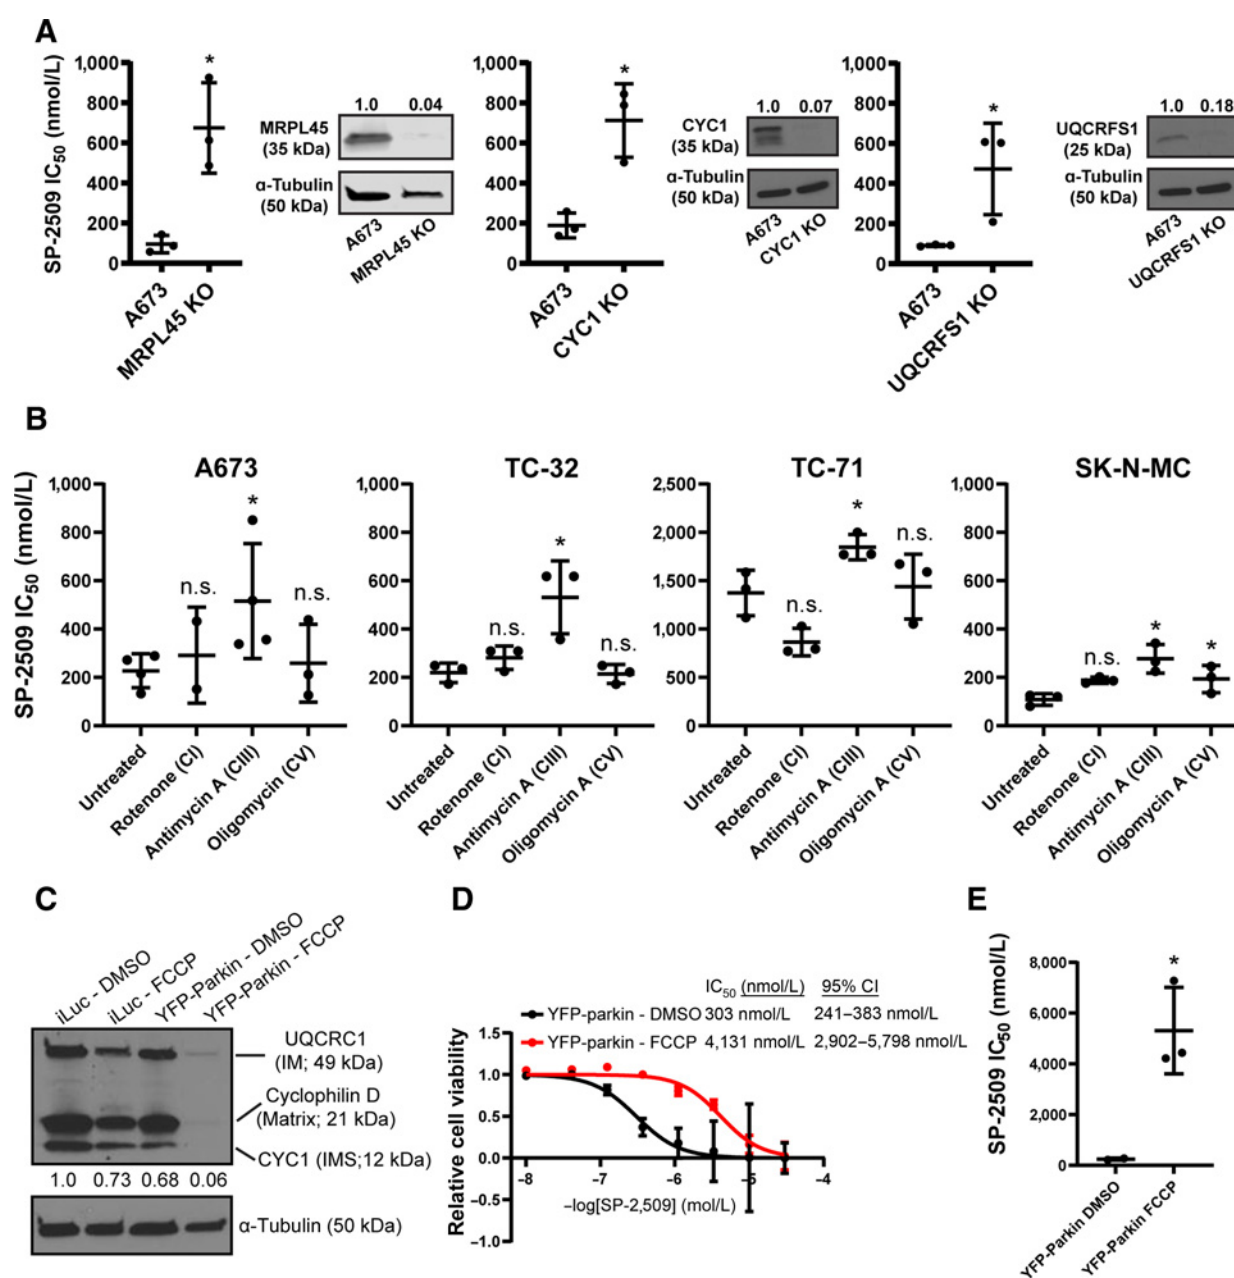 A
SP-2509 IC50 (nmol/L)
1,000
800
600
400
200
0
*
A673
MRPL45 KO
1.0 0.04
MRPL45
(35 kDa)
α-Tubulin
(50 kDa)
A673
MRPL45 KO
1,000
800
600
400
200
0
*
A673
CYC1 KO
1.0 0.07
CYC1
(35 kDa)
α-Tubulin
(50 kDa)
A673
CYC1 KO
1,000
800
600
400
200
0
*
A673
UQCRFS1 KO
1.0 0.18
UQCRFS1
(25 kDa)
α-Tubulin
(50 kDa)
A673
UQCRFS1 KO
B
SP-2509 IC50 (nmol/L)
A673
1,000
800
600
400
200
0
n.s.
*
n.s.
Untreated
Rotenone (CI)
Antimycin A (CIII)
Oligomycin (CV)
TC-32
1,000
800
600
400
200
0
n.s.
*
n.s.
Untreated
Rotenone (CI)
Antimycin A (CIII)
Oligomycin A (CV)
TC-71
2,500
2,000
1,500
1,000
500
0
n.s.
*
n.s.
Untreated
Rotenone (CI)
Antimycin A (CIII)
Oligomycin A (CV)
SK-N-MC
1,000
800
600
400
200
0
n.s.
*
*
Untreated
Rotenone (CI)
Antimycin A (CIII)
Oligomycin A (CV)
C
iLuc - DMSO
iLuc - FCCP
YFP-Parkin - DMSO
YFP-Parkin - FCCP
UQCRC1
(IM; 49 kDa)
Cyclophilin D
(Matrix; 21 kDa)
CYC1 (IMS;12 kDa)
1.0 0.73 0.68 0.06
α-Tubulin (50 kDa)
D
IC50 (nmol/L) 95% CI
YFP-parkin - DMSO 303 nmol/L 241–383 nmol/L
YFP-parkin - FCCP 4,131 nmol/L 2,902–5,798 nmol/L
Relative cell viability
1.5
1.0
0.5
0.0
−0.5
−1.0
−8 −7 −6 −5 −4
−log[SP-2,509] (mol/L)
E
SP-2509 IC50 (nmol/L)
8,000
6,000
4,000
2,000
0
*
YFP-Parkin DMSO
YFP-Parkin FCCP